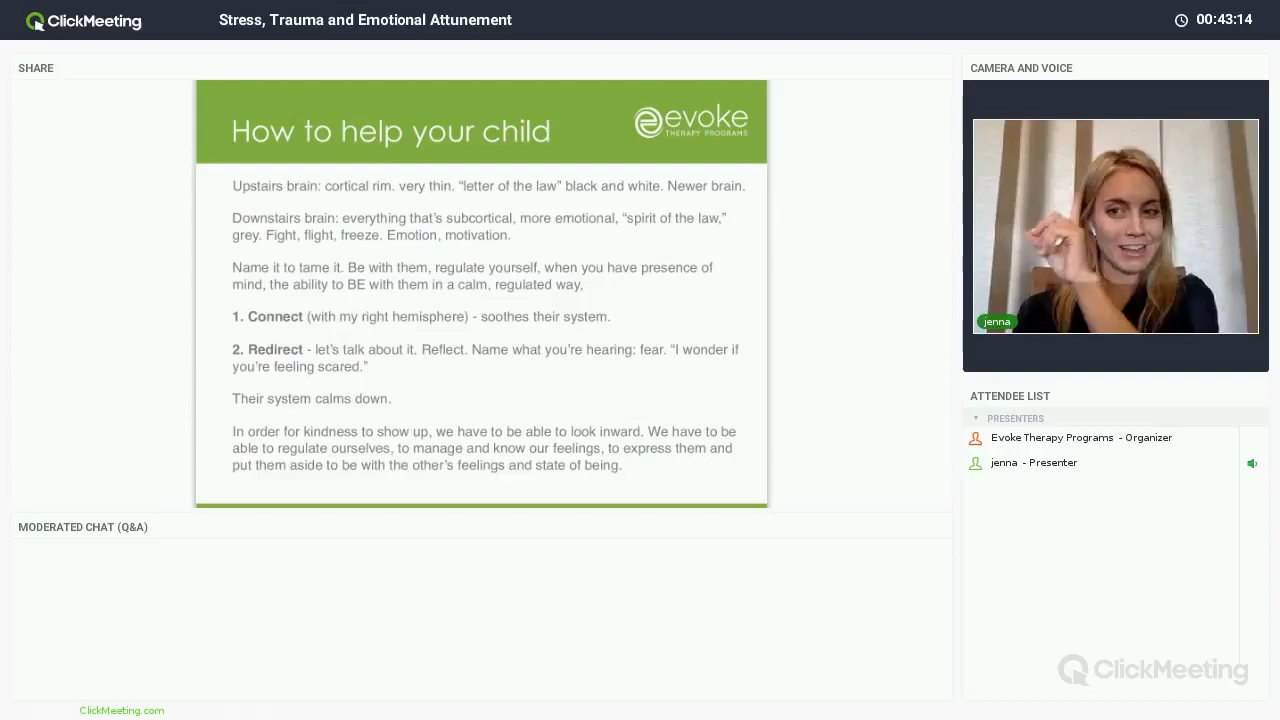 ClickMeeting
Stress, Trauma and Emotional Attunement
00:43:14
SHARE
CAMERA AND VOICE
How to help your child
evoke
THERAPY PROGRAMS
Upstairs brain: cortical rim. very thin. “letter of the law” black and white. Newer brain.
Downstairs brain: everything that’s subcortical, more emotional, “spirit of the law,”
grey. Fight, flight, freeze. Emotion, motivation.
Name it to tame it. Be with them, regulate yourself, when you have presence of
mind, the ability to BE with them in a calm, regulated way,
1. Connect (with my right hemisphere) - soothes their system.
2. Redirect - let’s talk about it. Reflect. Name what you’re hearing: fear. “I wonder if
you’re feeling scared.”
Their system calms down.
In order for kindness to show up, we have to be able to look inward. We have to be
able to regulate ourselves, to manage and know our feelings, to express them and
put them aside to be with the other’s feelings and state of being.
jenna
ATTENDEE LIST
PRESENTERS
Evoke Therapy Programs - Organizer
jenna - Presenter
MODERATED CHAT (Q&A)
ClickMeeting
ClickMeeting.com